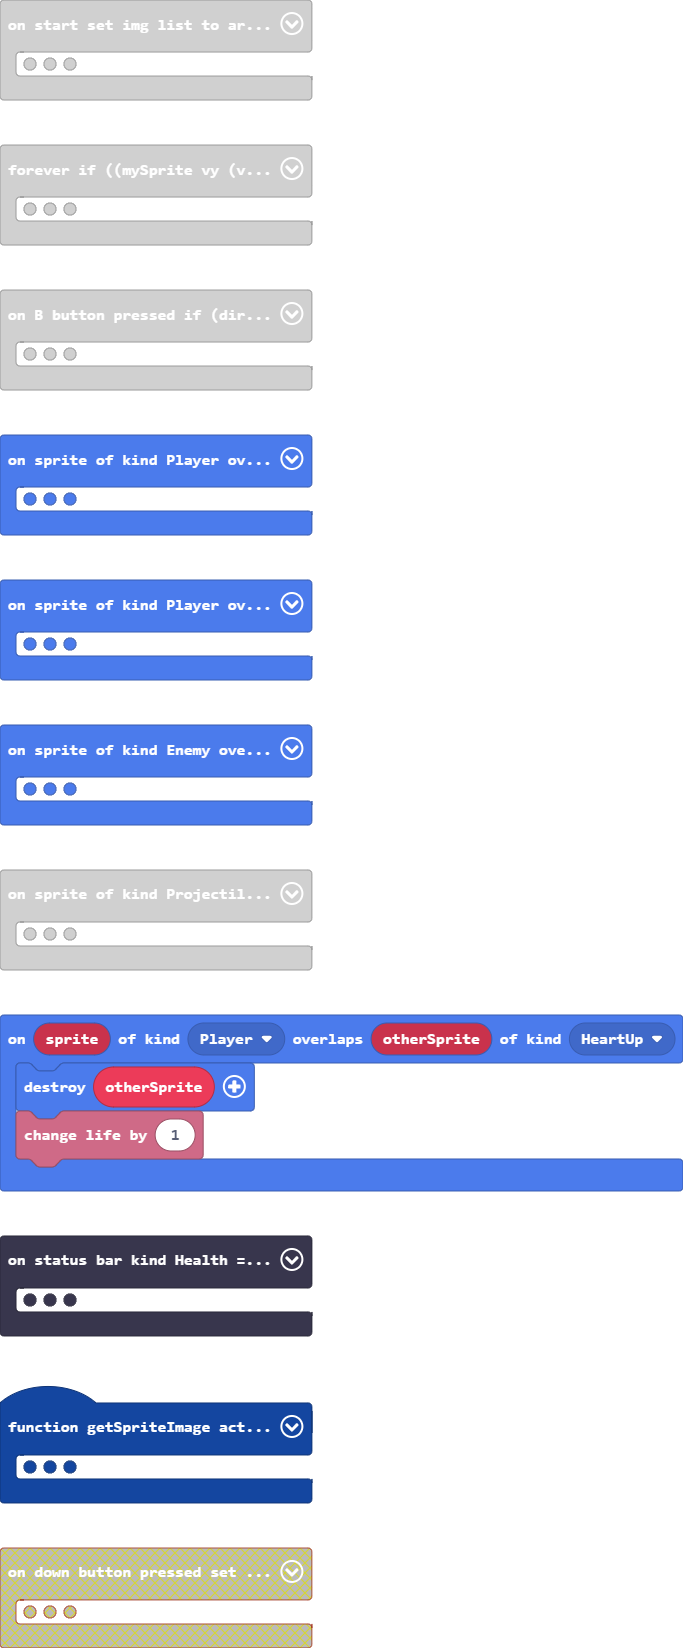 on start set img list to ar...
forever if ((mySprite vy (v...
on B button pressed if (dir...
on sprite of kind Player ov...
on sprite of kind Player ov...
on sprite of kind Enemy ove...
on sprite of kind Projectil...
on sprite of kind Player overlaps otherSprite of kind HeartUp
destroy otherSprite
change life by 1
on status bar kind Health =...
function getSpriteImage act...
on down button pressed set ...